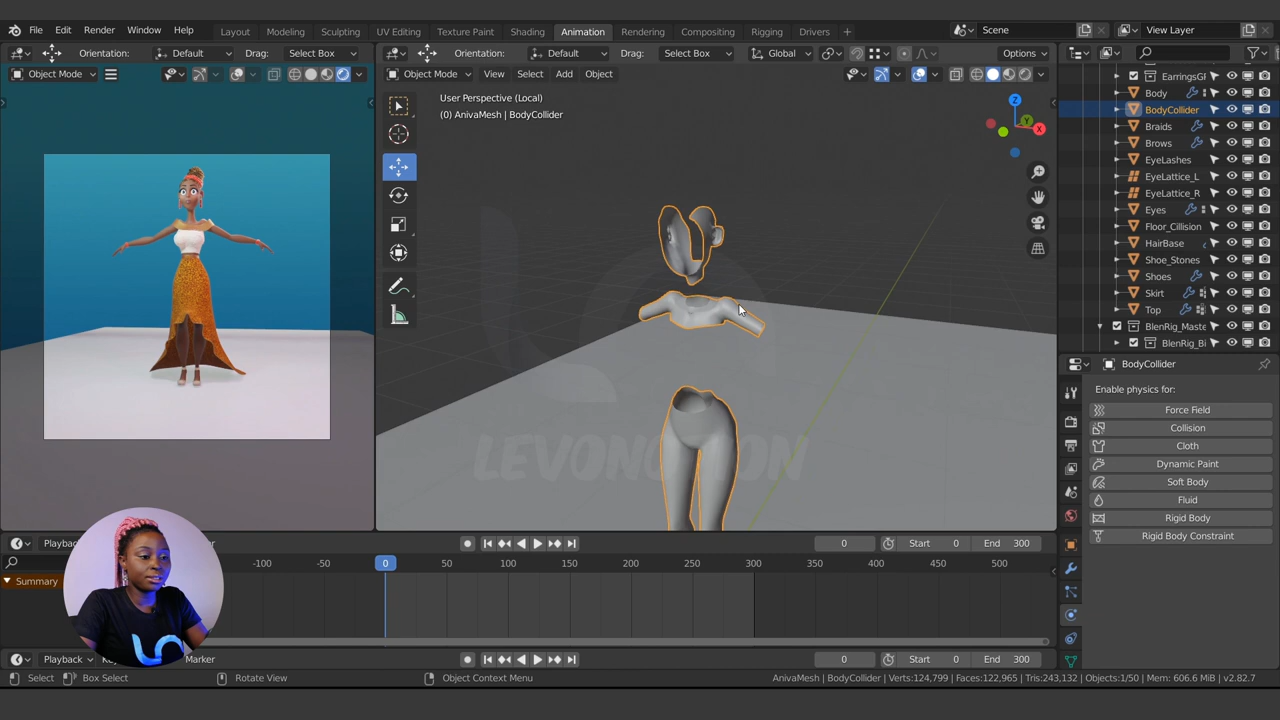 File Edit Render Window Help Layout Modeling Sculpting UV Editing Texture Paint Shading Animation Rendering Compositing Rigging Drivers + Scene View Layer
Orientation: Default Drag: Select Box Orientation: Default Drag: Select Box Global Options
Object Mode Object Mode View Select Add Object
User Perspective (Local)
(0) AnivaMesh | BodyCollider
Z
Y
X
EarringsGF
Body
BodyCollider
Braids
Brows
EyeLashes
EyeLattice_L
EyeLattice_R
Eyes
Floor_Cillision
HairBase
Shoe_Stones
Shoes
Skirt
Top
BlenRig_Maste
BlenRig_Bi
BodyCollider
Enable physics for:
Force Field
Collision
Cloth
Dynamic Paint
Soft Body
Fluid
Rigid Body
Rigid Body Constraint
0 Start 0 End 300
-100 -50 0 50 100 150 200 250 300 350 400 450 500
Summary
Playback Marker 0 Start 0 End 300
Select Box Select Rotate View Object Context Menu AnivaMesh | BodyCollider | Verts:124,799 | Faces:122,965 | Tris:243,132 | Objects:1/50 | Mem: 606.6 MiB | v2.82.7